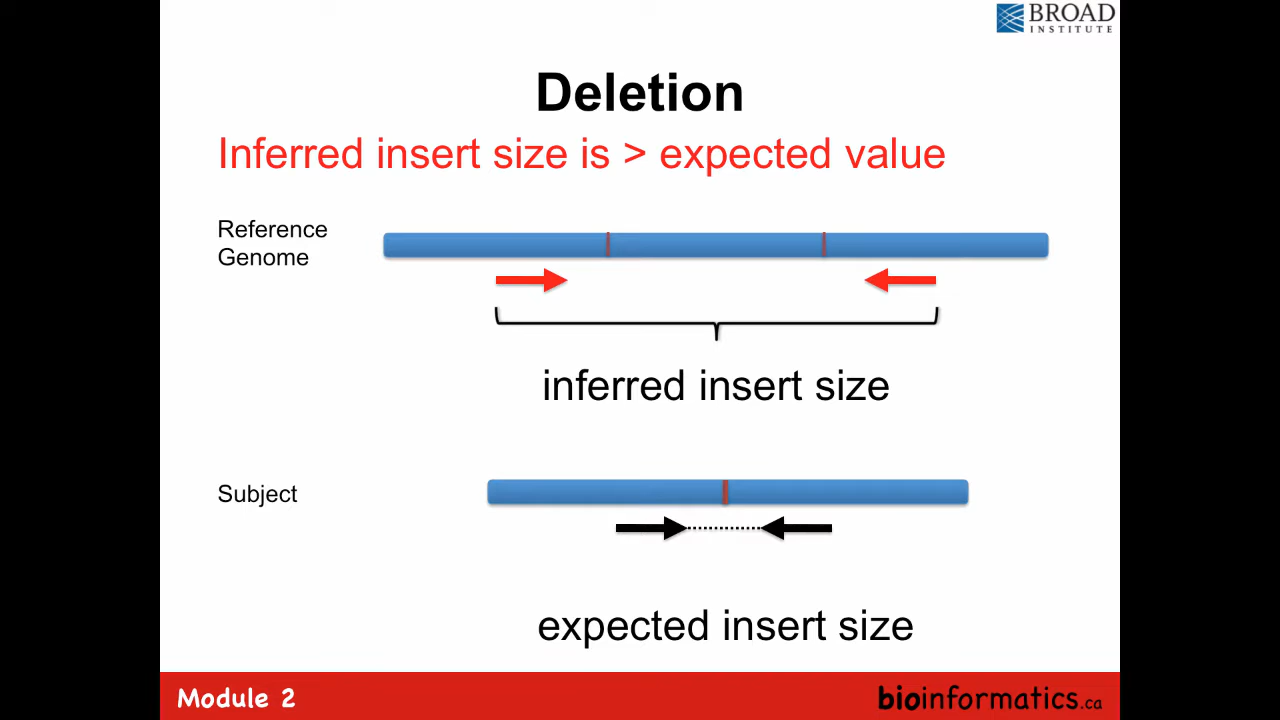 BROAD
INSTITUTE
Deletion
Inferred insert size is > expected value
Reference
Genome
inferred insert size
Subject
expected insert size
Module 2
bioinformatics.ca